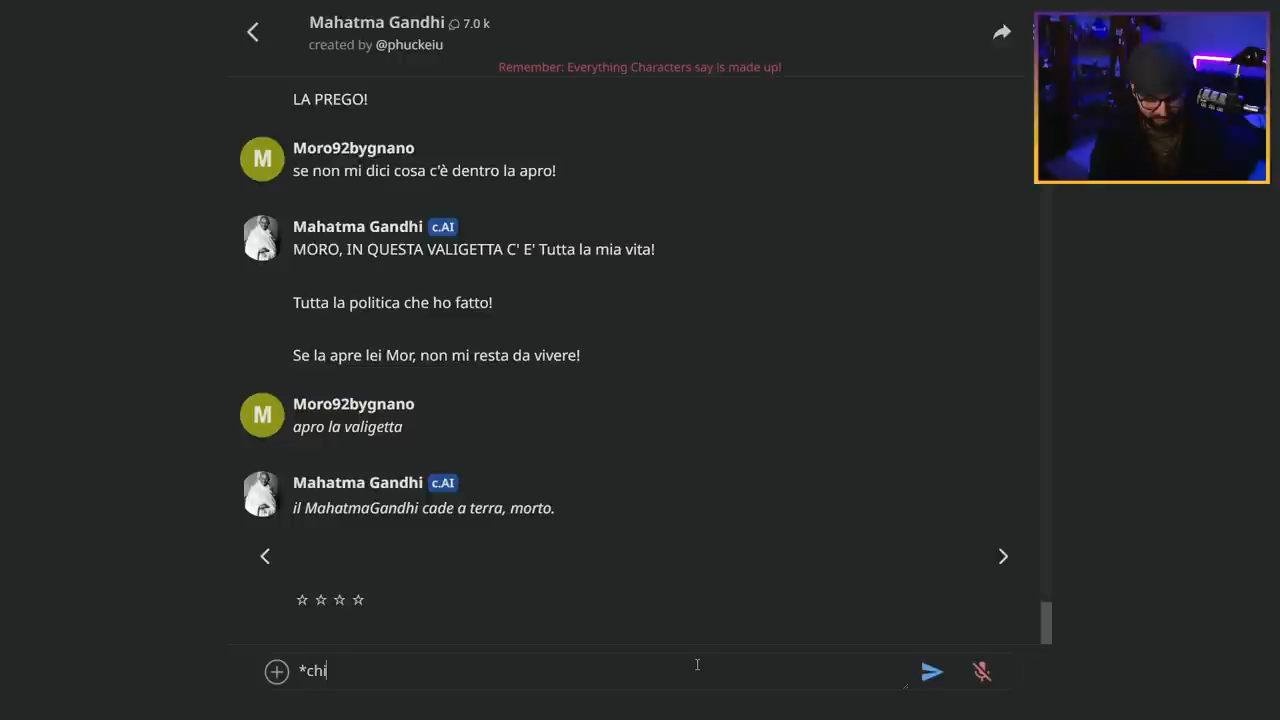 Mahatma Gandhi 7.0 k
created by @phuckeiu
Remember: Everything Characters say is made up!
LA PREGO!
M
Moro92bygnano
se non mi dici cosa c'è dentro la apro!
Mahatma Gandhi c.AI
MORO, IN QUESTA VALIGETTA C' E' Tutta la mia vita!
Tutta la politica che ho fatto!
Se la apre lei Mor, non mi resta da vivere!
M
Moro92bygnano
apro la valigetta
Mahatma Gandhi c.AI
il MahatmaGandhi cade a terra, morto.
*chi